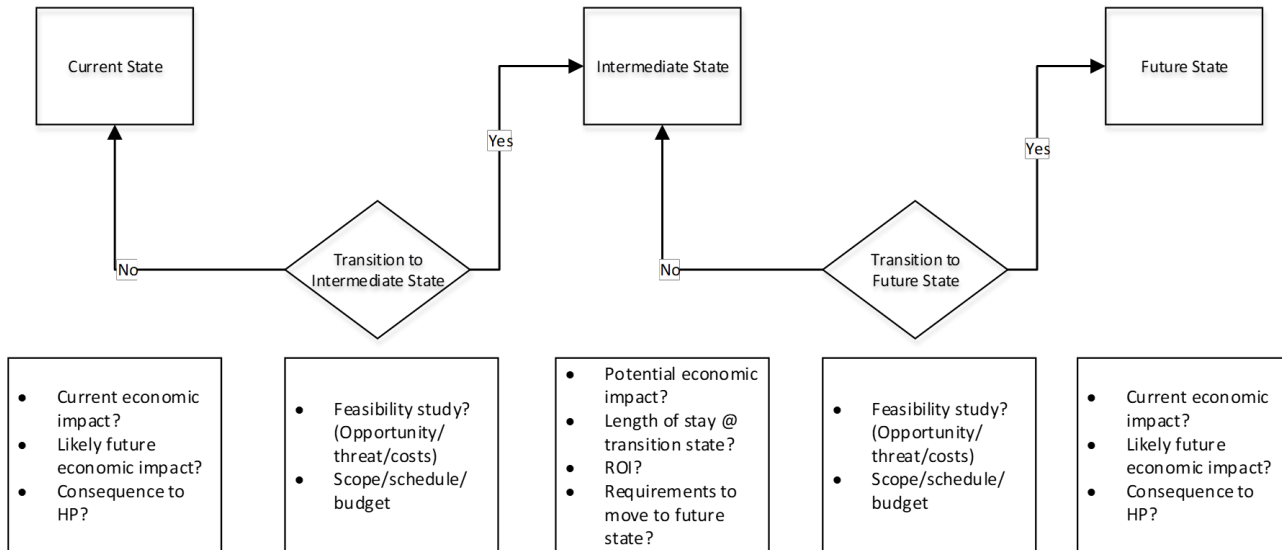 Current State
Intermediate State
Future State
Yes
Yes
Transition to
Intermediate State
Transition to
Future State
No
No
• Current economic
impact?
• Likely future
economic impact?
• Consequence to
HP?
• Feasibility study?
(Opportunity/
threat/costs)
• Scope/schedule/
budget
• Potential economic
impact?
• Length of stay @
transition state?
• ROI?
• Requirements to
move to future
state?
• Feasibility study?
(Opportunity/
threat/costs)
• Scope/schedule/
budget
• Current economic
impact?
• Likely future
economic impact?
• Consequence to
HP?